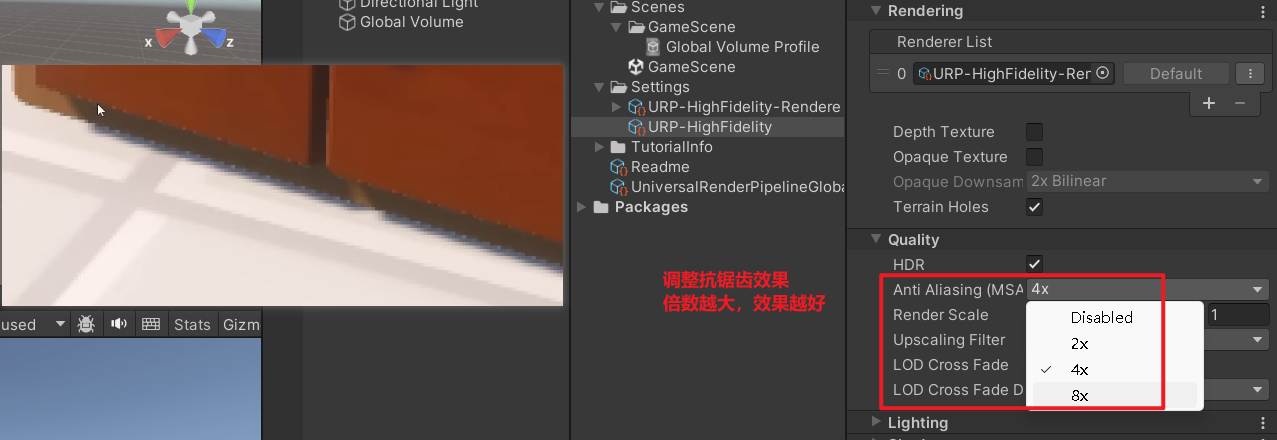 Directional Light
Global Volume
X
Z
used
Stats
Gizm
Scenes
GameScene
Global Volume Profile
GameScene
Settings
URP-HighFidelity-Rendere
URP-HighFidelity
TutorialInfo
Readme
UniversalRenderPipelineGloba
Packages
调整抗锯齿效果
倍数越大，效果越好
Rendering
Renderer List
0 URP-HighFidelity-Rer Default
Depth Texture
Opaque Texture
Opaque Downsam 2x Bilinear
Terrain Holes
Quality
HDR
Anti Aliasing (MSA 4x
Render Scale 1
Upscaling Filter
LOD Cross Fade
LOD Cross Fade D
Disabled
2x
4x
8x
Lighting